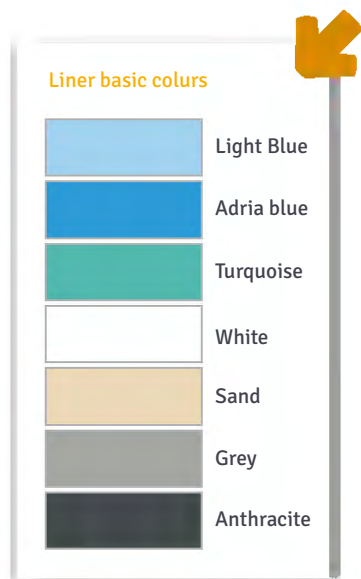 Liner basic colurs
Light Blue
Adria blue
Turquoise
White
Sand
Grey
Anthracite